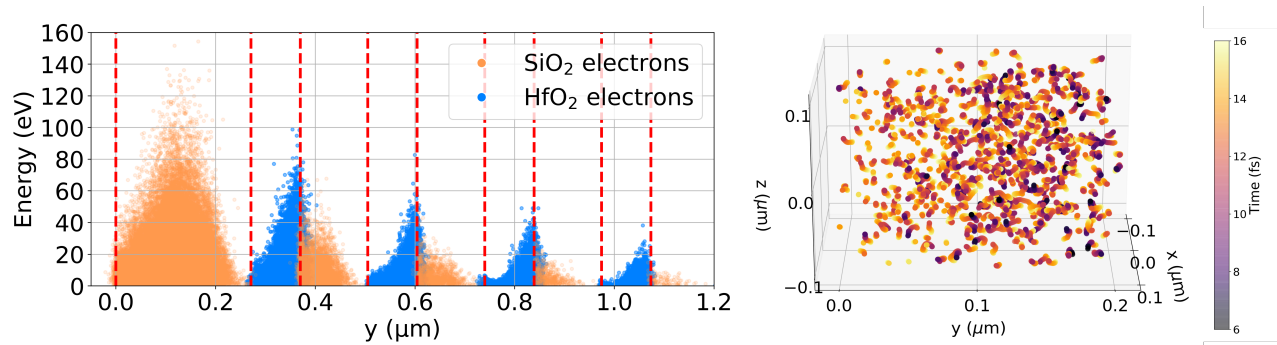 Energy (eV)
160
140
120
100
80
60
40
20
0
0.0 0.2 0.4 0.6 0.8 1.0 1.2
y (μm)
SiO₂ electrons
HfO₂ electrons
0.1
0.0
−0.1
z (μm)
0.0 0.1 0.2
y (μm)
−0.1
0.0
0.1
x (μm)
16
14
12
10
8
6
Time (fs)